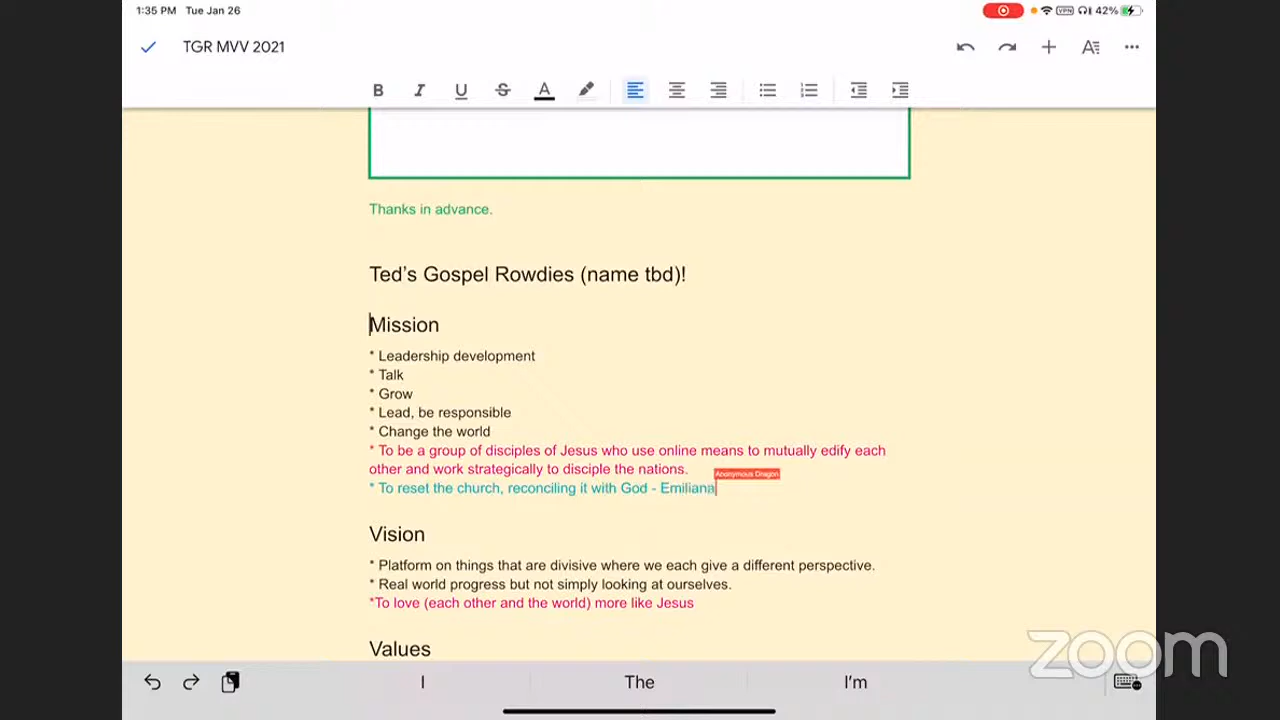 1:35 PM Tue Jan 26
VPN 42%
TGR MVV 2021
B I U S A
Thanks in advance.
Ted's Gospel Rowdies (name tbd)!
Mission
* Leadership development
* Talk
* Grow
* Lead, be responsible
* Change the world
* To be a group of disciples of Jesus who use online means to mutually edify each
other and work strategically to disciple the nations.
Anonymous Dragon
* To reset the church, reconciling it with God - Emiliana
Vision
* Platform on things that are divisive where we each give a different perspective.
* Real world progress but not simply looking at ourselves.
*To love (each other and the world) more like Jesus
Values
zoom
I The I'm